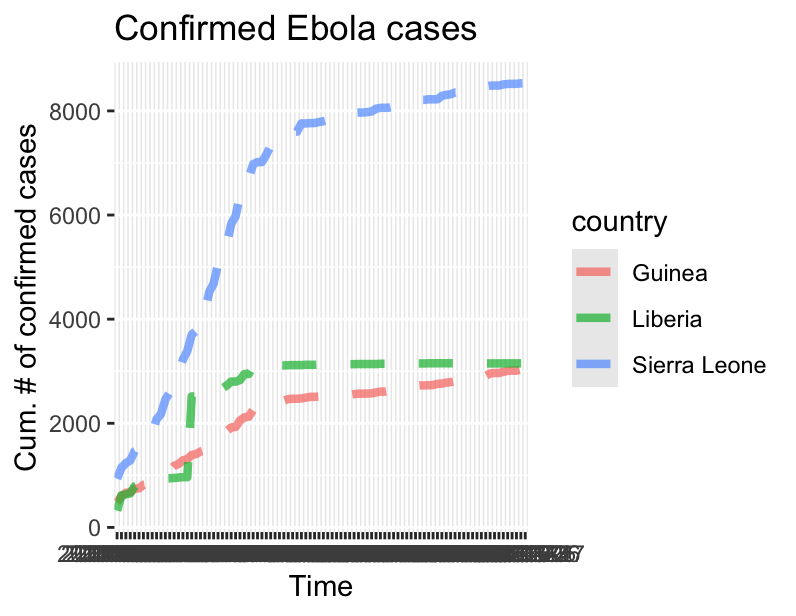 Confirmed Ebola cases
Cum. # of confirmed cases
8000
6000
4000
2000
0
Time
country
Guinea
Liberia
Sierra Leone